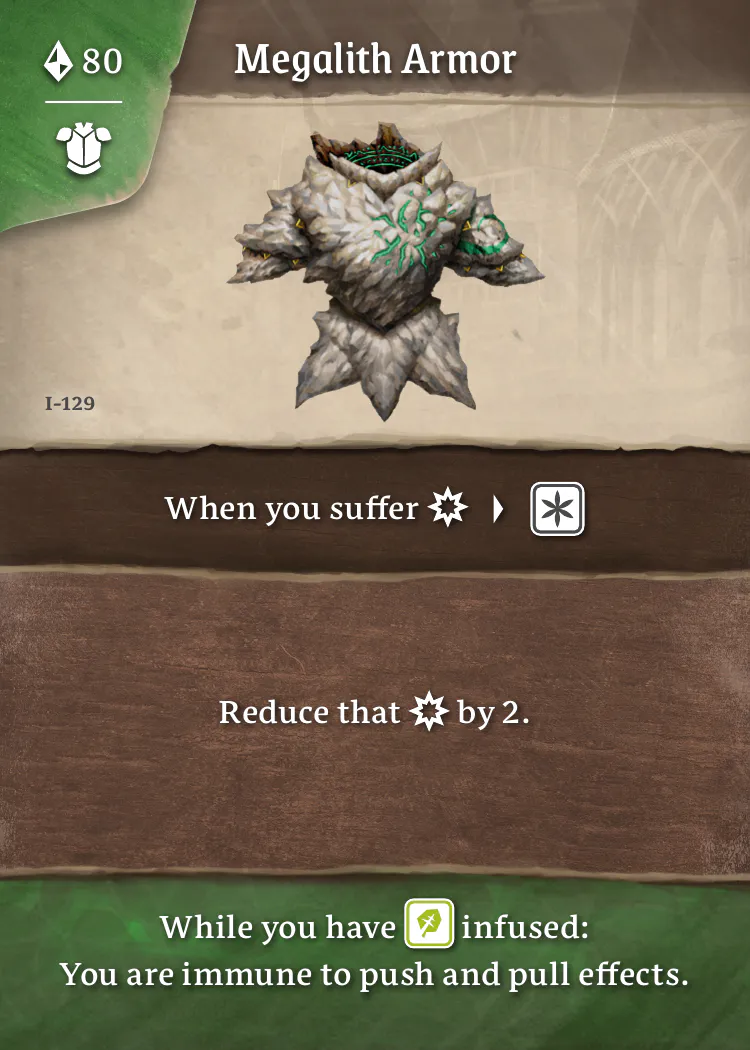 80
Megalith Armor
I-129
When you suffer
Reduce that by 2.
While you have infused:
You are immune to push and pull effects.